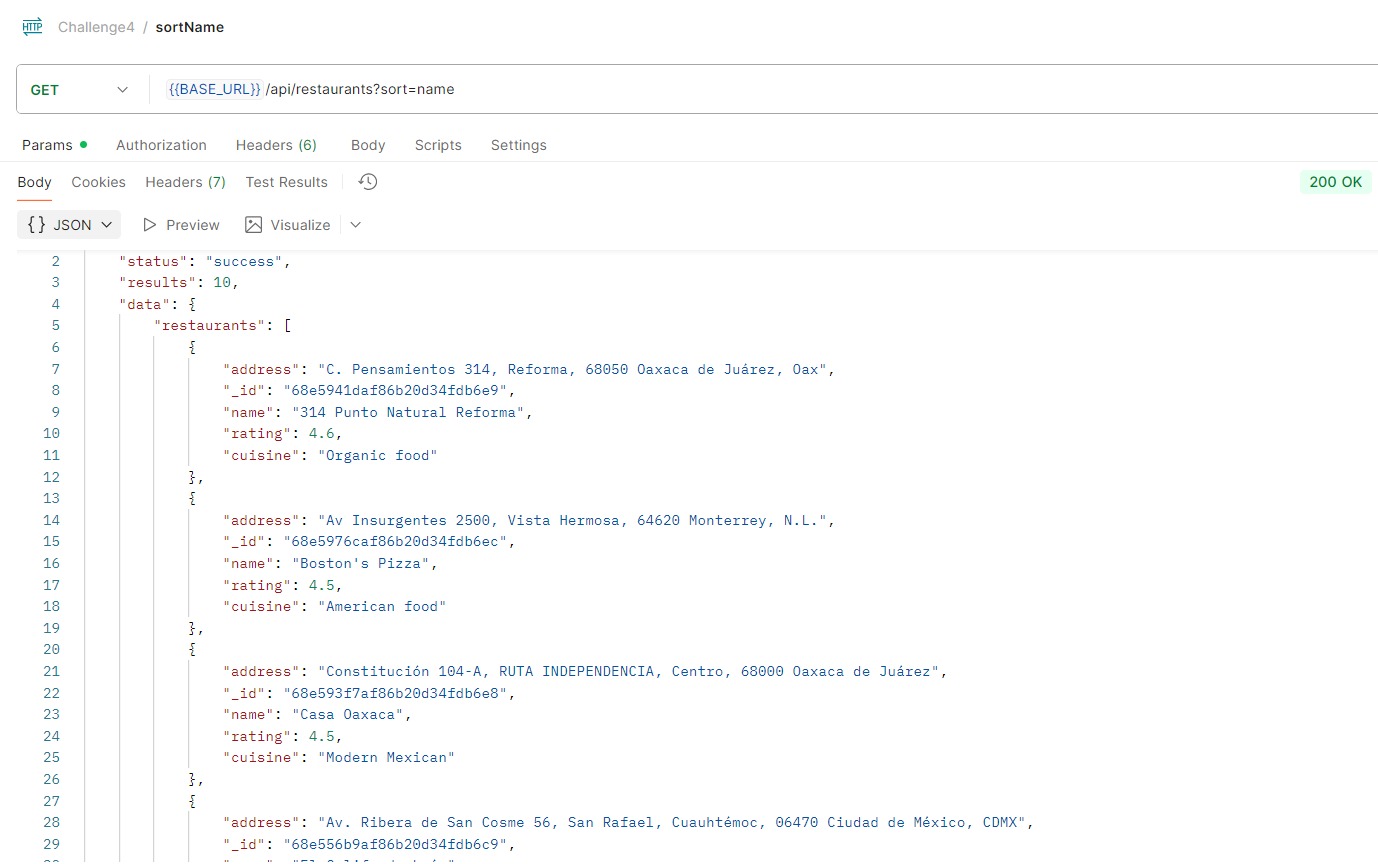 HTTP Challenge4 / sortName
GET {{BASE_URL}} /api/restaurants?sort=name
Params Authorization Headers (6) Body Scripts Settings
Body Cookies Headers (7) Test Results 200 OK
{} JSON Preview Visualize
2 "status": "success",
3 "results": 10,
4 "data": {
5 "restaurants": [
6 {
7 "address": "C. Pensamientos 314, Reforma, 68050 Oaxaca de Juárez, Oax",
8 "_id": "68e5941daf86b20d34fdb6e9",
9 "name": "314 Punto Natural Reforma",
10 "rating": 4.6,
11 "cuisine": "Organic food"
12 },
13 {
14 "address": "Av Insurgentes 2500, Vista Hermosa, 64620 Monterrey, N.L.",
15 "_id": "68e5976caf86b20d34fdb6ec",
16 "name": "Boston's Pizza",
17 "rating": 4.5,
18 "cuisine": "American food"
19 },
20 {
21 "address": "Constitución 104-A, RUTA INDEPENDENCIA, Centro, 68000 Oaxaca de Juárez",
22 "_id": "68e593f7af86b20d34fdb6e8",
23 "name": "Casa Oaxaca",
24 "rating": 4.5,
25 "cuisine": "Modern Mexican"
26 },
27 {
28 "address": "Av. Ribera de San Cosme 56, San Rafael, Cuauhtémoc, 06470 Ciudad de México, CDMX",
29 "_id": "68e556b9af86b20d34fdb6c9",